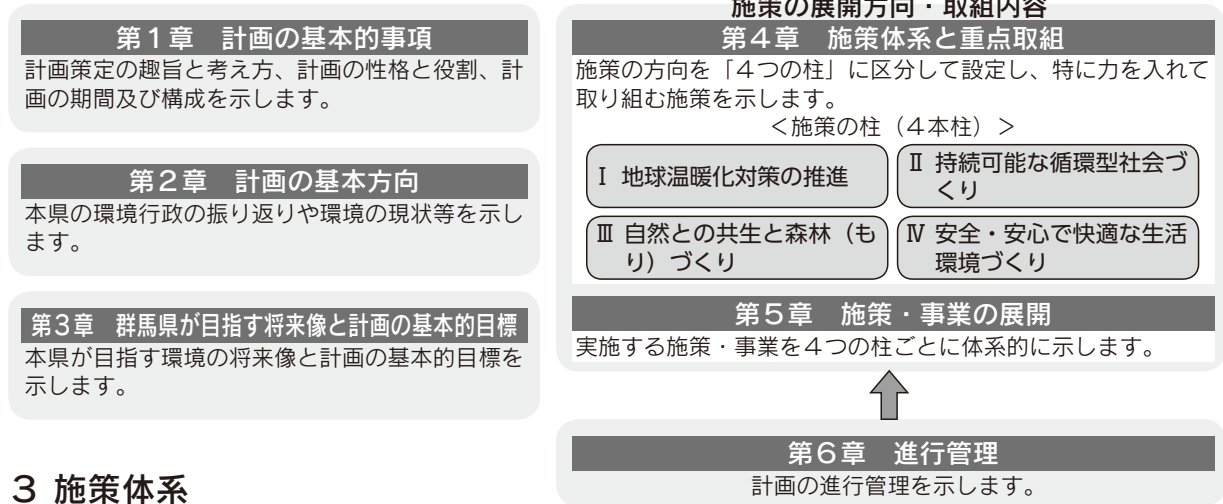 第1章　計画の基本的事項
計画策定の趣旨と考え方、計画の性格と役割、計
画の期間及び構成を示します。
第2章　計画の基本方向
本県の環境行政の振り返りや環境の現状等を示し
ます。
第3章　群馬県が目指す将来像と計画の基本的目標
本県が目指す環境の将来像と計画の基本的目標を
示します。
3 施策体系
施策の展開方向・取組内容
第4章　施策体系と重点取組
施策の方向を「4つの柱」に区分して設定し、特に力を入れて
取り組む施策を示します。
＜施策の柱（4本柱）＞
Ⅰ 地球温暖化対策の推進
Ⅱ 持続可能な循環型社会づ
くり
Ⅲ 自然との共生と森林（も
り）づくり
Ⅳ 安全・安心で快適な生活
環境づくり
第5章　施策・事業の展開
実施する施策・事業を4つの柱ごとに体系的に示します。
第6章　進行管理
計画の進行管理を示します。